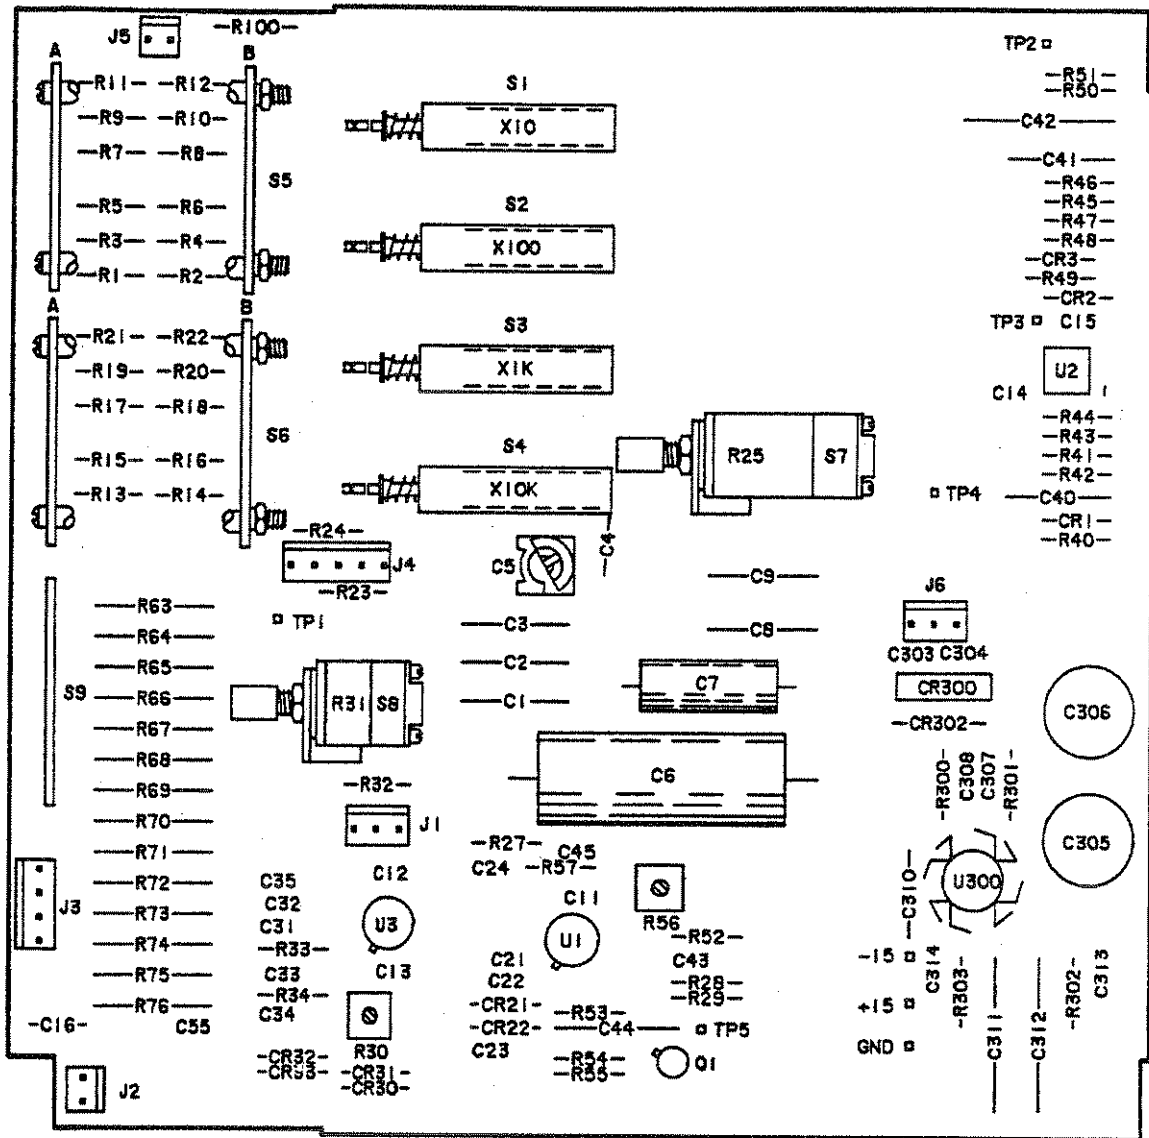 J5 -R100-
A B
-R11- -R12-
-R9- -R10-
-R7- -R8-
S5
-R5- -R6-
-R3- -R4-
-R1- -R2-
A B
-R21- -R22-
-R19- -R20-
-R17- -R18-
S6
-R15- -R16-
-R13- -R14-
S1
X10
S2
X100
S3
X1K
S4
X10K
TP2
-R51-
-R50-
C42
C41
-R46-
-R45-
-R47-
-R48-
-CR3-
-R49-
-CR2-
TP3 C15
U2
C14 1
-R44-
-R43-
-R41-
-R42-
TP4 C40
-CR1-
-R40-
R25 S7
-R24-
J4
-R23-
C5
-C4
C9
C8
C3
C2
C1
C7
C6
TP1
S9
R63
R64
R65
R66
R67
R68
R69
R70
R71
R72
R73
R74
R75
R76
R31 S8
-R32-
J1
J6
C303 C304
CR300
-CR302-
C306
-R300-
C308
C307
-R301-
C305
U300
-C310-
J3
C35
C32
C31
-R33-
C33
-R34-
C34
C12
U3
C13
R30
-R27-
C45
C24 -R57-
C11
U1
R56
-R52-
C21
C43
C22
-R28-
-R29-
-CR21-
-R53-
-CR22- C44 TP5
C23
-R54-
-R55-
Q1
-15
+15
GND
C314
-R303-
C311
C312
-R302-
C313
-C16- C55
-CR32-
-CR33-
-CR31-
-CR30-
J2